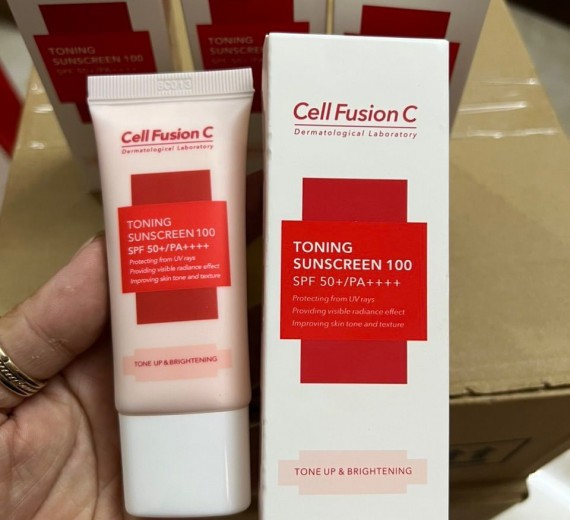 TONING
SUNSCREEN 100
Cell Fusion C
Dermatological Laboratory
TONING
SUNSCREEN 100
SPF 50+/PA++++
Protecting from UV rays
Providing visible radiance effect
Improving skin tone and texture
TONE UP & BRIGHTENING
Cell Fusion C
Dermatological Laboratory
TONING
SUNSCREEN 100
SPF 50+/PA++++
Protecting from UV rays
Providing visible radiance effect
Improving skin tone and texture
TONE UP & BRIGHTENING